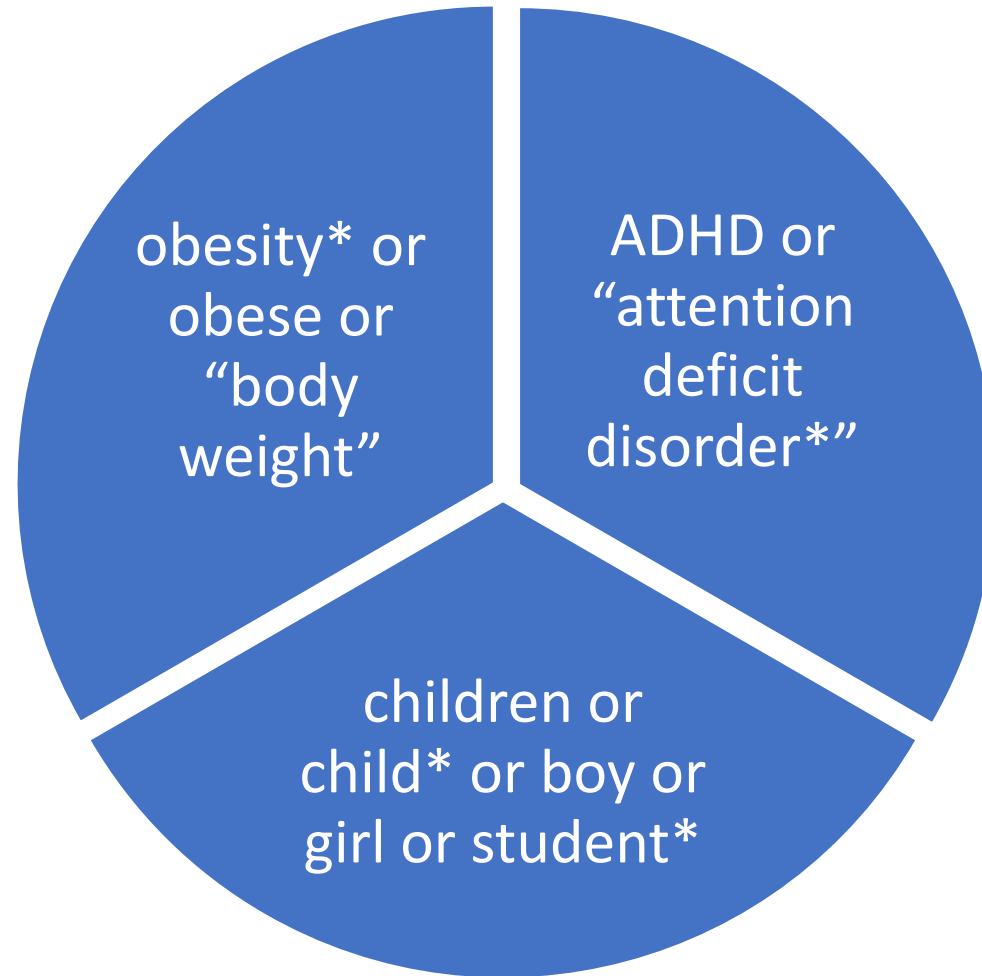 obesity* or
obese or
“body
weight”
ADHD or
“attention
deficit
disorder*”
children or
child* or boy or
girl or student*